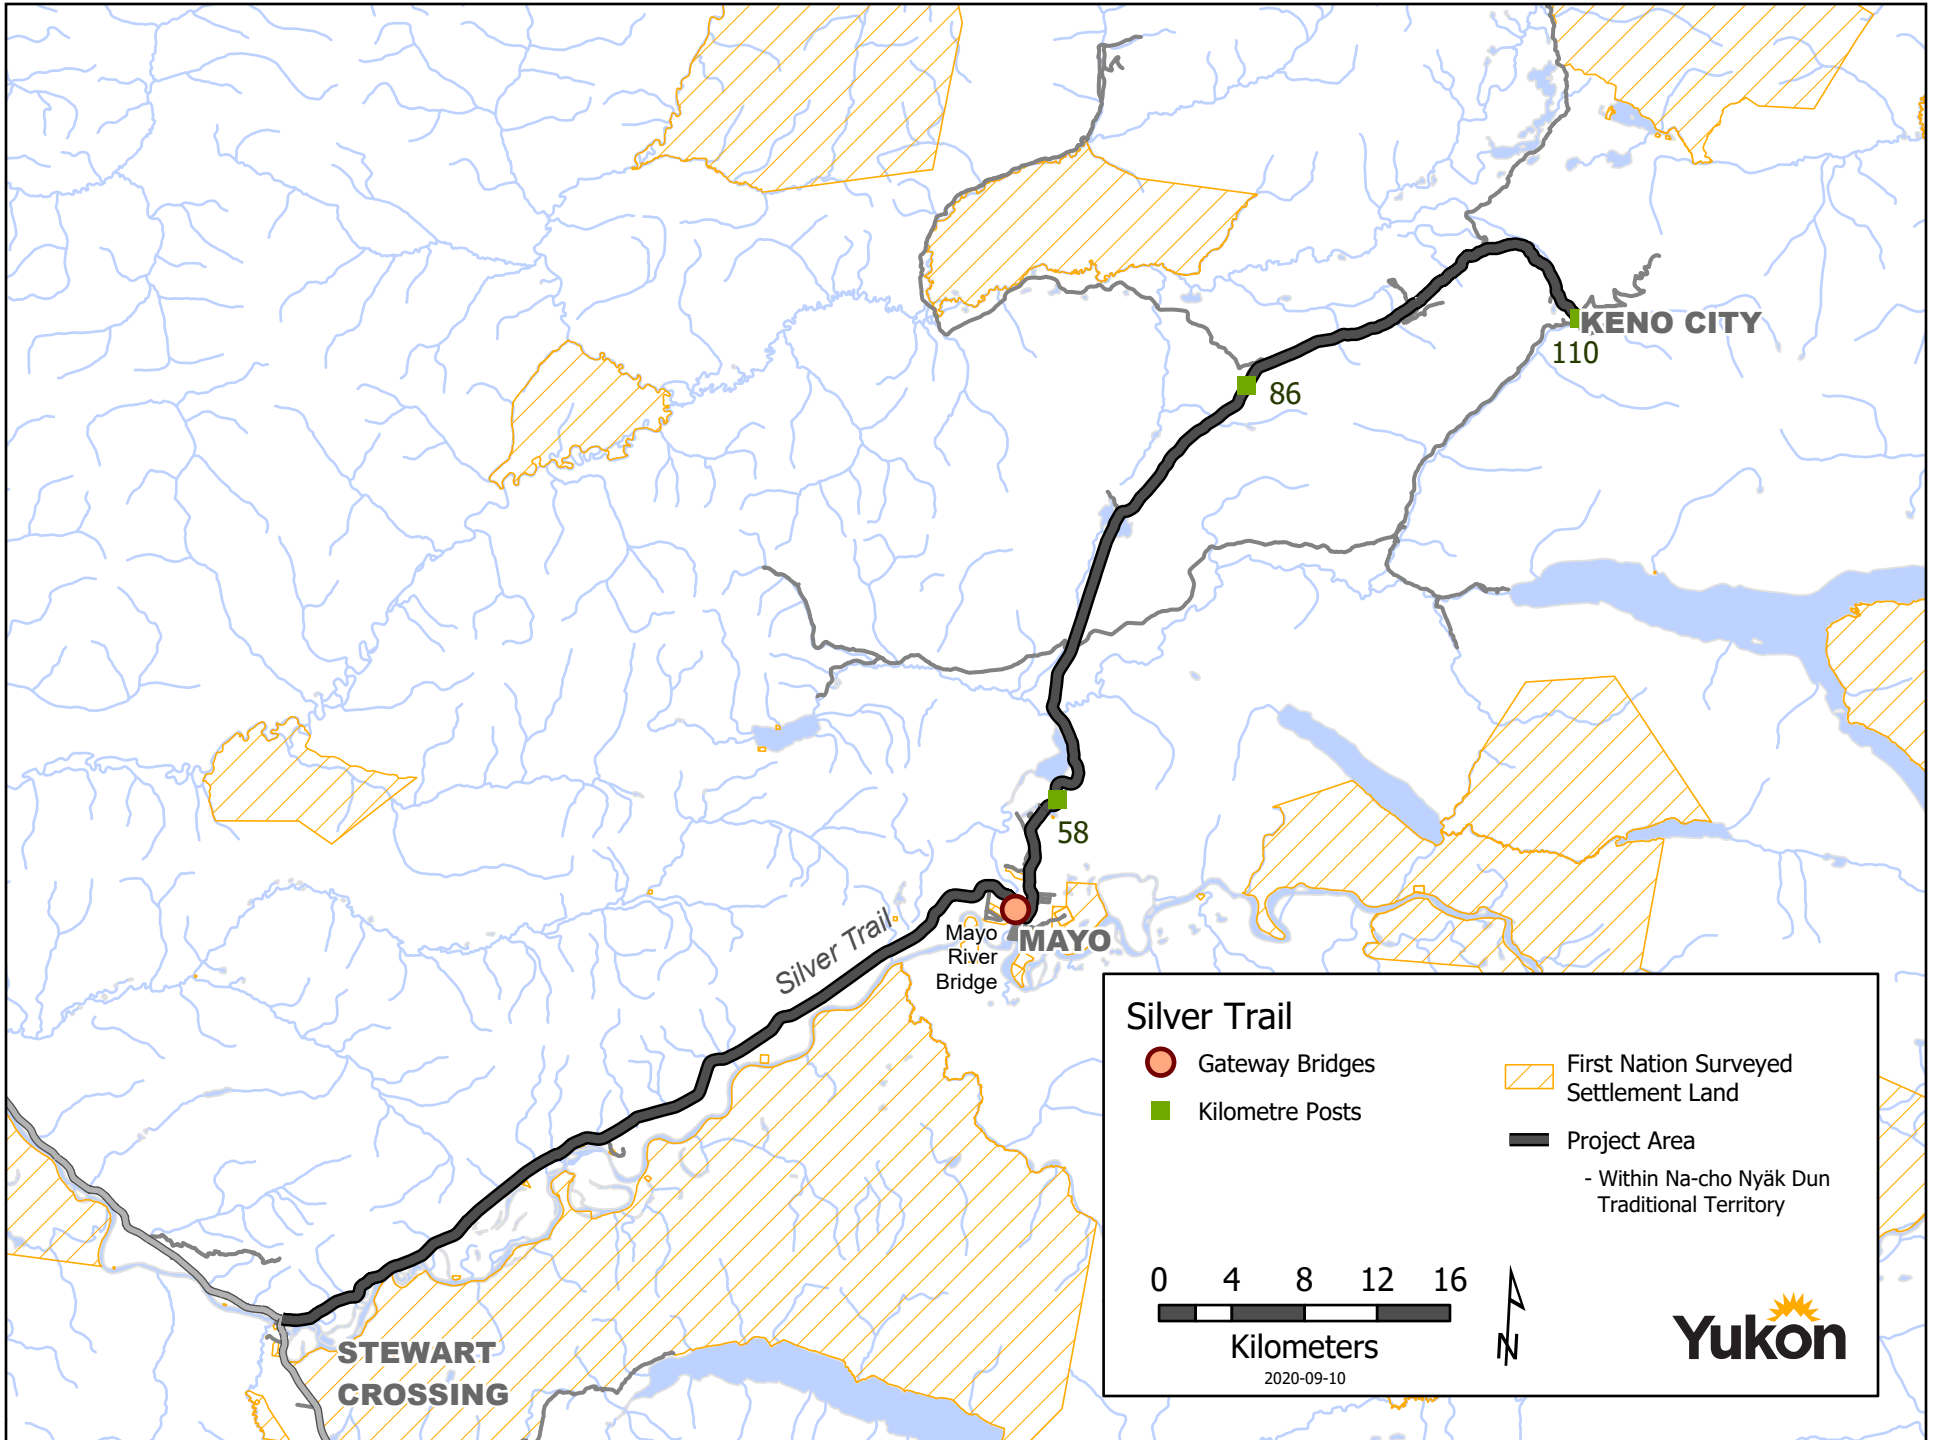 KENO CITY
110
86
58
Silver Trail
Mayo
River
Bridge
MAYO
STEWART
CROSSING
Silver Trail
Gateway Bridges
Kilometre Posts
First Nation Surveyed
Settlement Land
Project Area
- Within Na-cho Nyäk Dun
Traditional Territory
0 4 8 12 16
Kilometers
2020-09-10
N
Yukon